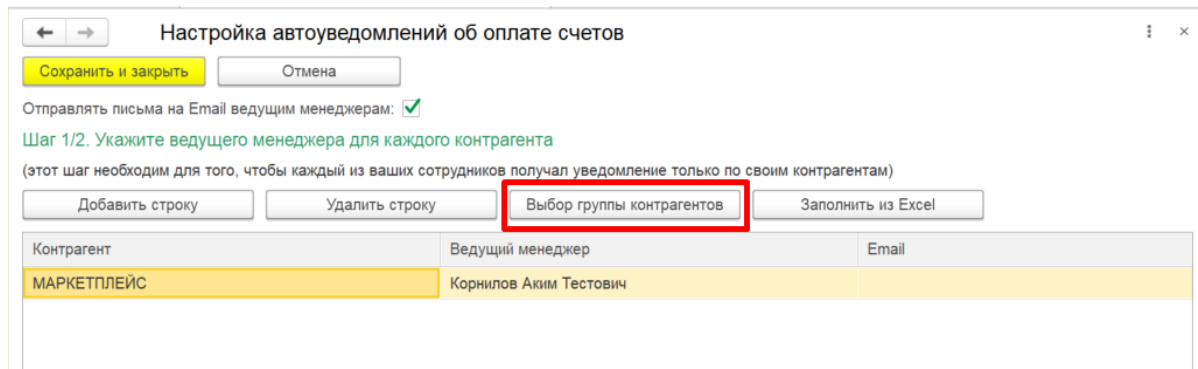 Настройка автоуведомлений об оплате счетов
Сохранить и закрыть Отмена
Отправлять письма на Email ведущим менеджерам:
Шаг 1/2. Укажите ведущего менеджера для каждого контрагента
(этот шаг необходим для того, чтобы каждый из ваших сотрудников получал уведомление только по своим контрагентам)
Добавить строку Удалить строку Выбор группы контрагентов Заполнить из Excel
Контрагент Ведущий менеджер Email
МАРКЕТПЛЕЙС Корнилов Аким Тестович